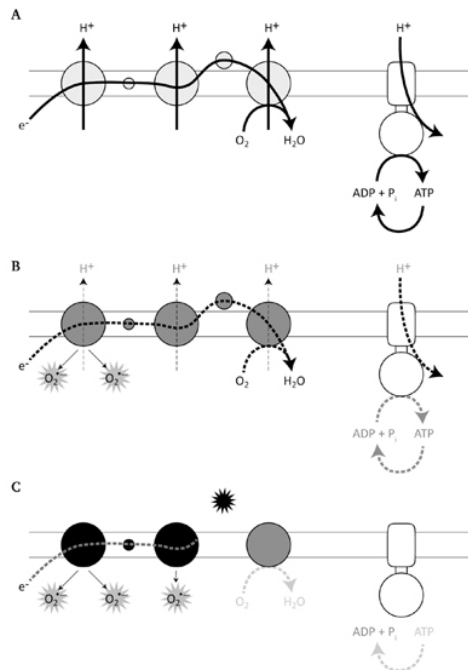 A
H⁺ H⁺ H⁺ H⁺
e⁻ O₂ H₂O
ADP + Pᵢ ATP
B
H⁺ H⁺ H⁺ H⁺
e⁻ O₂⁻ O₂⁻ O₂ H₂O
ADP + Pᵢ ATP
C
e⁻ O₂⁻ O₂⁻ O₂⁻ O₂ H₂O
ADP + Pᵢ ATP